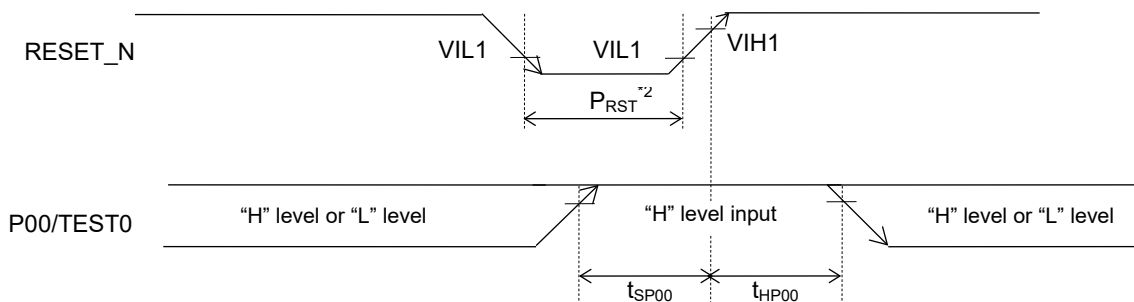 RESET_N
VIL1
VIL1
VIH1
PRST*2
P00/TEST0
“H” level or “L” level
“H” level input
“H” level or “L” level
tSP00
tHP00